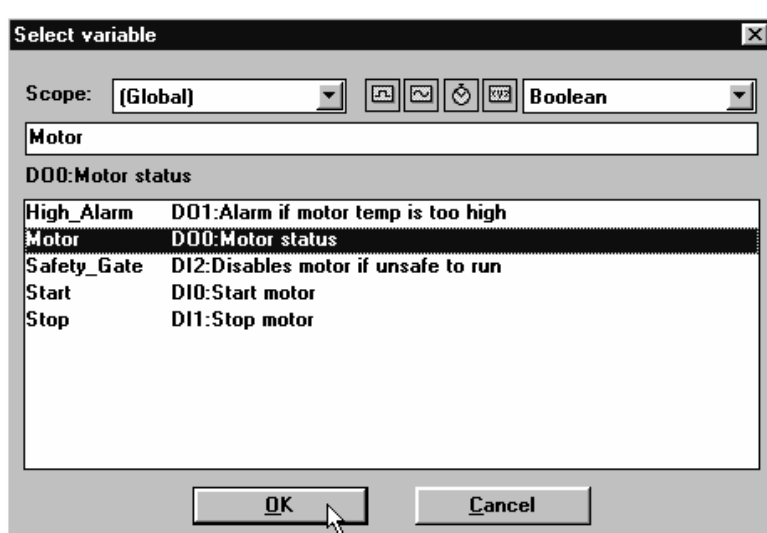 Select variable
Scope: (Global) xyz Boolean
Motor
DO0:Motor status
High_Alarm DO1:Alarm if motor temp is too high
Motor DO0:Motor status
Safety_Gate DI2:Disables motor if unsafe to run
Start DI0:Start motor
Stop DI1:Stop motor
OK Cancel